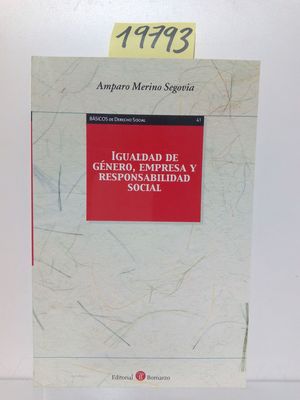 19793
Amparo Merino Segovia
BÁSICOS DE DERECHO SOCIAL 41
IGUALDAD DE
GÉNERO, EMPRESA Y
RESPONSABILIDAD
SOCIAL
Editorial Bomarzo